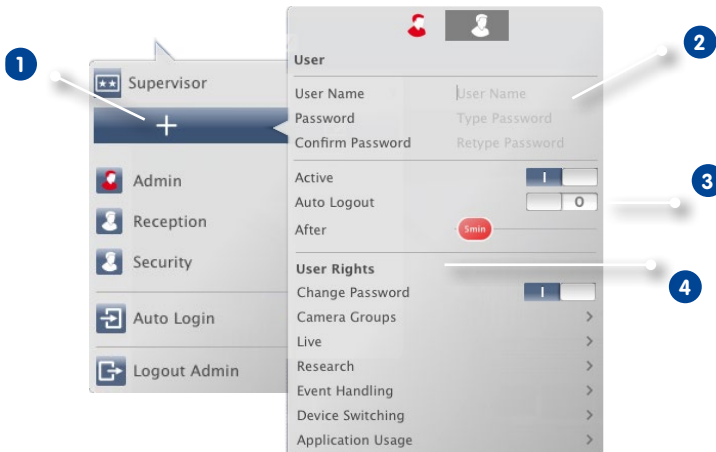 1
Supervisor
+
Admin
Reception
Security
Auto Login
Logout Admin
User
User Name User Name
Password Type Password
Confirm Password Retype Password
Active I
Auto Logout O
After 5min
User Rights
Change Password I
Camera Groups >
Live >
Research >
Event Handling >
Device Switching >
Application Usage >
2
3
4